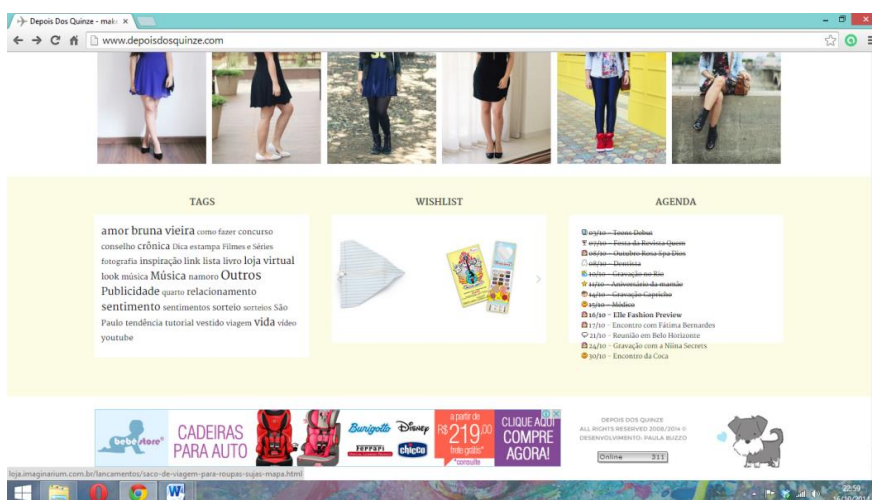 Depois Dos Quinze - mak
www.depoisdosquinze.com
TAGS
amor bruna vieira como fazer concurso
conselho crônica Dica estampa Filmes e Séries
fotografia inspiração link lista livro loja virtual
look música Música namoro Outros
Publicidade quarto relacionamento
sentimento sentimentos sorteio sorteios São
Paulo tendência tutorial vestido viagem vida vídeo
youtube
WISHLIST
AGENDA
03/10 - Teens Debut
07/10 - Festa da Revista Quem
08/10 - Outubro Rosa Spa Dios
08/10 - Dentista
10/10 - Gravação no Rio
11/10 - Aniversário da mamãe
14/10 - Gravação Capricho
15/10 - Médico
16/10 - Elle Fashion Preview
17/10 - Encontro com Fátima Bernardes
21/10 - Reunião em Belo Horizonte
24/10 - Gravação com a Niina Secrets
30/10 - Encontro da Coca
bebê store
CADEIRAS
PARA AUTO
Burigotto
Disney
FERRARI
chicco
a partir de
R$219,00
frete grátis*
*consulte
CLIQUE AQUI
COMPRE
AGORA!
DEPOIS DOS QUINZE
ALL RIGHTS RESERVED 2008/2014 ©
DESENVOLVIMENTO: PAULA BUZZO
Online 311
loja.imaginarium.com.br/lancamentos/saco-de-viagem-para-roupas-sujas-mapa.html
22:59
16/10/2014